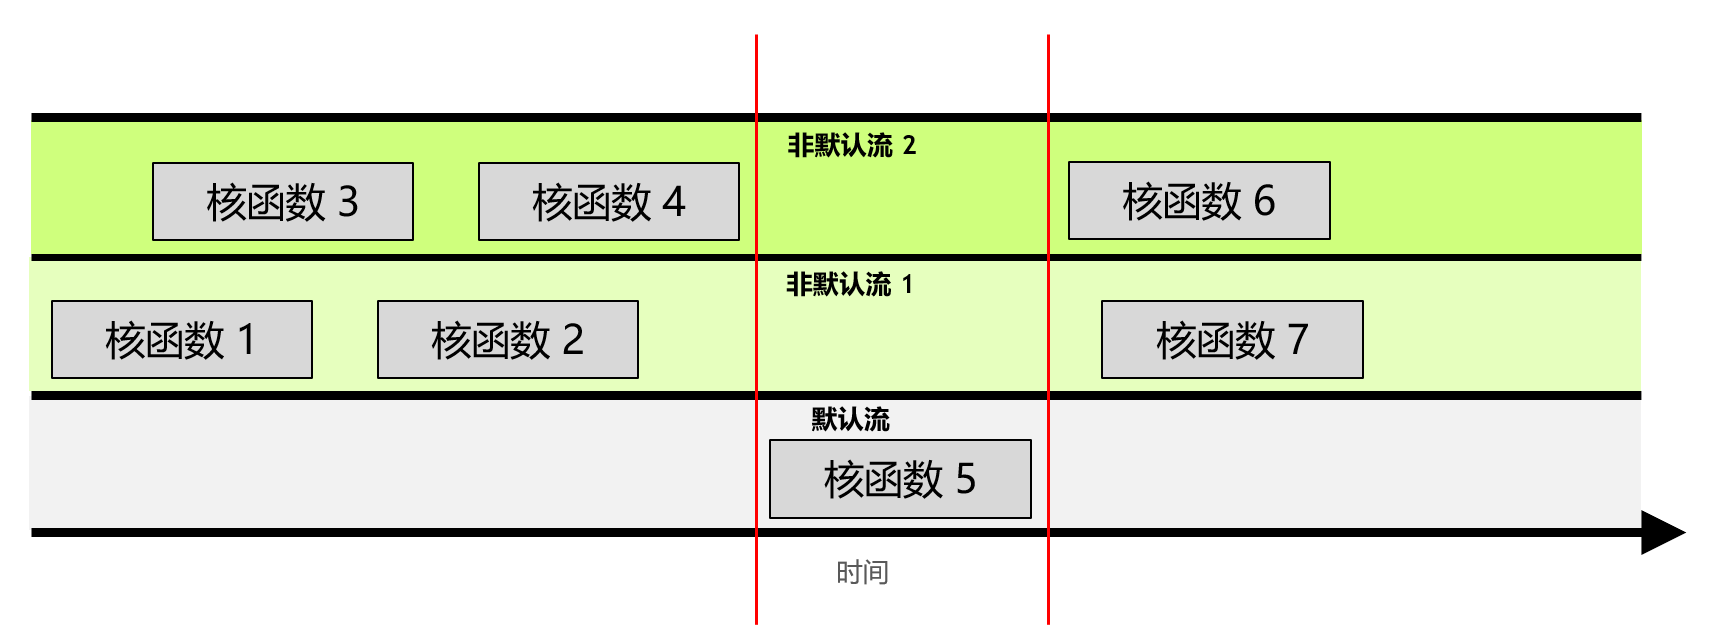 非默认流 2
核函数 3
核函数 4
核函数 6
非默认流 1
核函数 1
核函数 2
核函数 7
默认流
核函数 5
时间